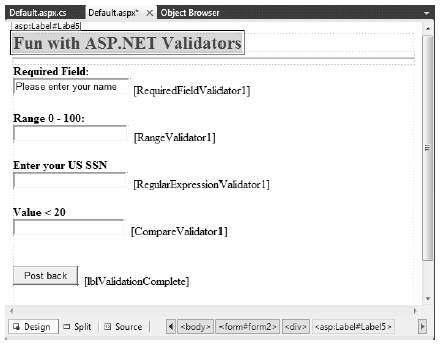 Default.aspx.cs Default.aspx* × Object Browser
asp:Label#Label5
Fun with ASP.NET Validators
Required Field:
Please enter your name [RequiredFieldValidator1]
Range 0 - 100:
[RangeValidator1]
Enter your US SSN
[RegularExpressionValidator1]
Value < 20
[CompareValidator1]
Post back [lblValidationComplete]
Design Split Source <body> <form#form2> <div> <asp:Label#Label5>